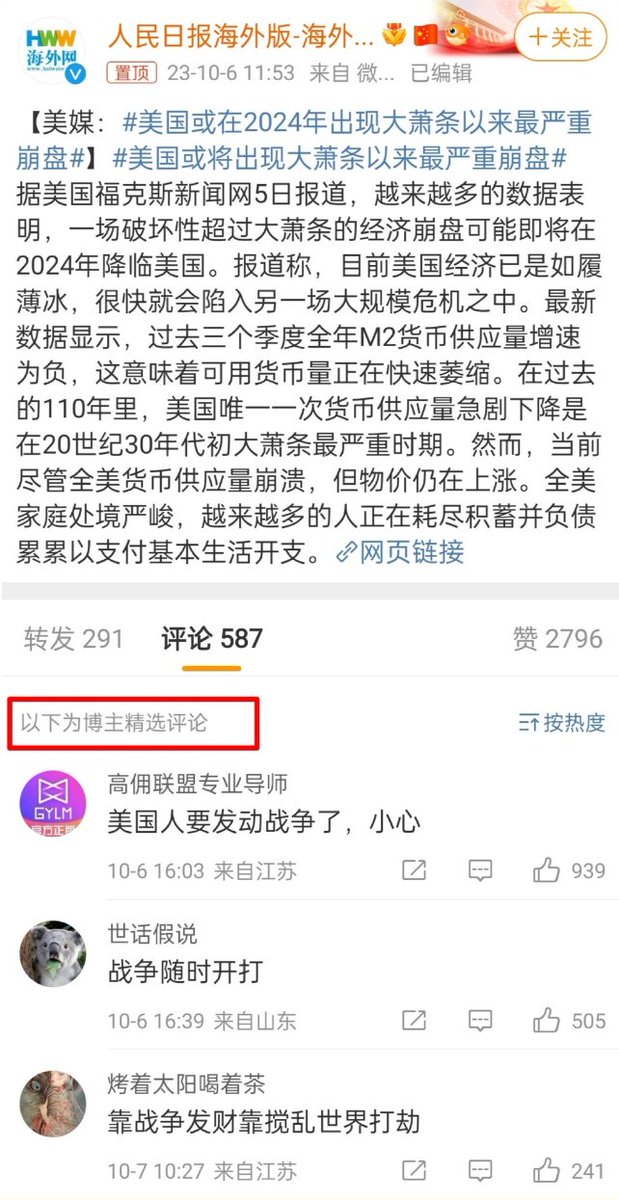 HWW
海外网
www.haiwainet.cn
人民日报海外版-海外...
+关注
置顶 23-10-6 11:53 来自 微... 已编辑
【美媒：#美国或在2024年出现大萧条以来最严重
崩盘#】#美国或将出现大萧条以来最严重崩盘#
据美国福克斯新闻网5日报道，越来越多的数据表
明，一场破坏性超过大萧条的经济崩盘可能即将在
2024年降临美国。报道称，目前美国经济已是如履
薄冰，很快就会陷入另一场大规模危机之中。最新
数据显示，过去三个季度全年M2货币供应量增速
为负，这意味着可用货币量正在快速萎缩。在过去
的110年里，美国唯一一次货币供应量急剧下降是
在20世纪30年代初大萧条最严重时期。然而，当前
尽管全美货币供应量崩溃，但物价仍在上涨。全美
家庭处境严峻，越来越多的人正在耗尽积蓄并负债
累累以支付基本生活开支。网页链接
转发 291 评论 587 赞 2796
以下为博主精选评论 按热度
GYLM
高佣联盟专业导师
美国人要发动战争了，小心
10-6 16:03 来自江苏 939
世话假说
战争随时开打
10-6 16:39 来自山东 505
烤着太阳喝着茶
靠战争发财靠搅乱世界打劫
10-7 10:27 来自江苏 241